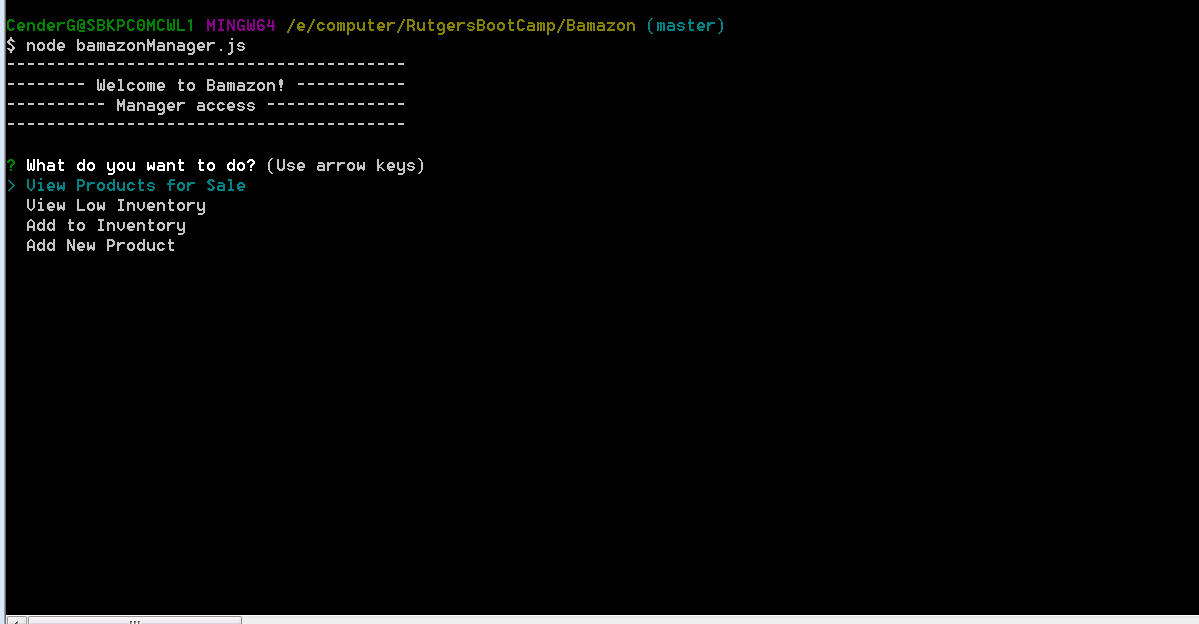 CenderG@SBKPC0MCWL1 MINGW64 /e/computer/RutgersBootCamp/Bamazon (master)
$ node bamazonManager.js
----------------------------------------
-------- Welcome to Bamazon! -----------
---------- Manager access --------------
----------------------------------------
? What do you want to do? (Use arrow keys)
> View Products for Sale
View Low Inventory
Add to Inventory
Add New Product